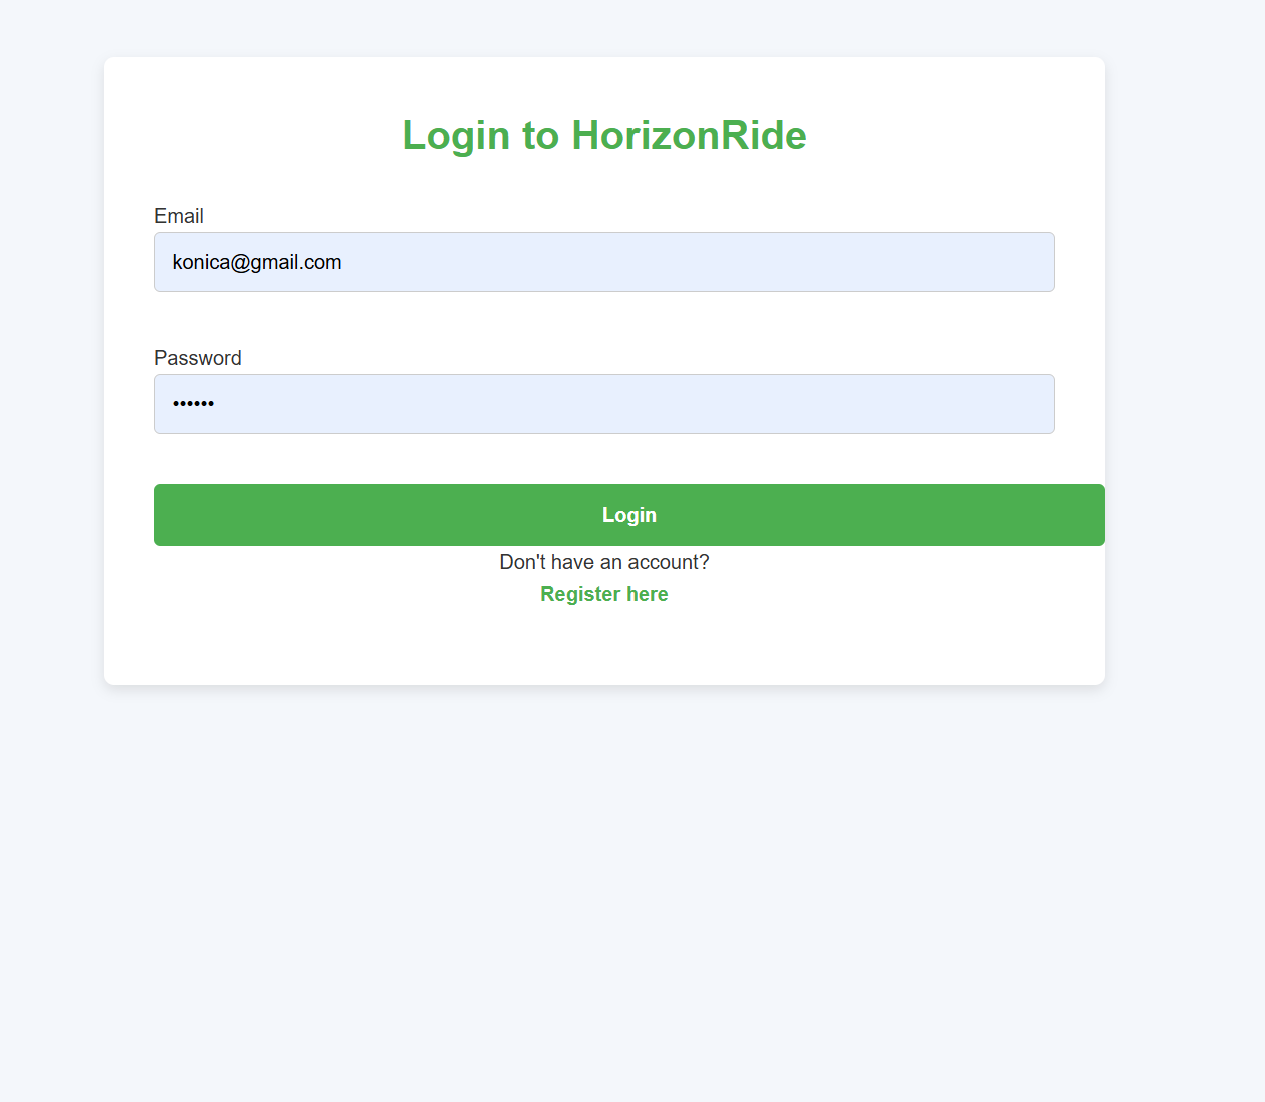 Login to HorizonRide
Email
konica@gmail.com
Password
••••••
Login
Don't have an account?
Register here